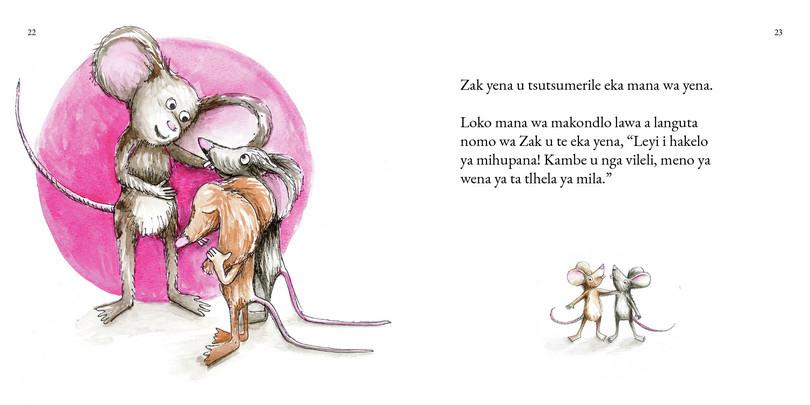 22
23
Zak yena u tsutsumerile eka mana wa yena.
Loko mana wa makondlo lawa a languta
nomo wa Zak u te eka yena, “Leyi i hakelo
ya mihupana! Kambe u nga vileli, meno ya
wena ya ta tlhela ya mila.”